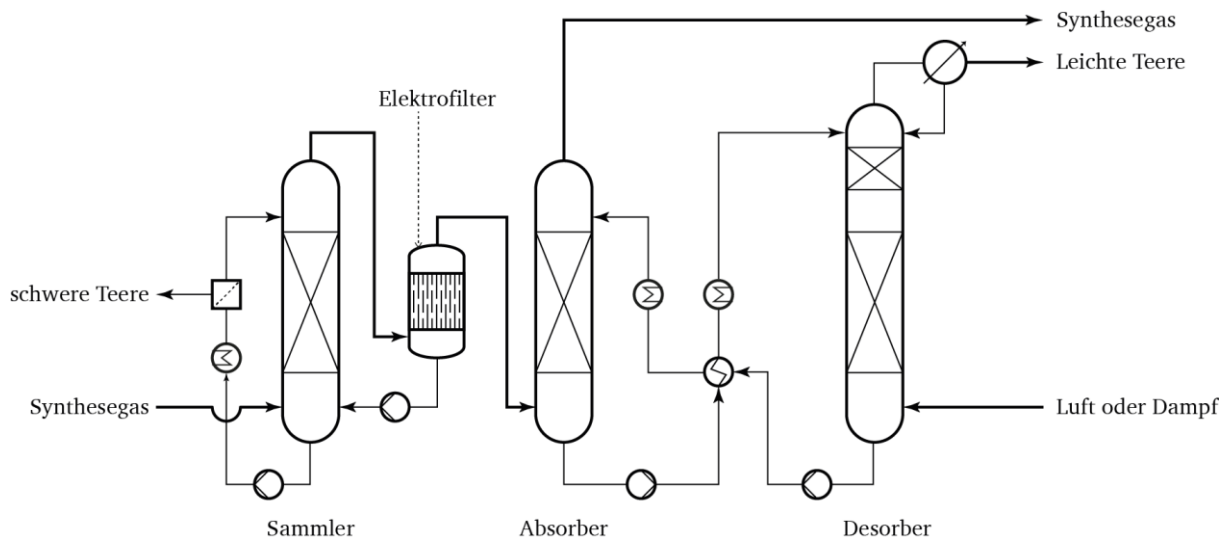 Synthesegas
Leichte Teere
Elektrofilter
schwere Teere
Synthesegas
Luft oder Dampf
Sammler
Absorber
Desorber